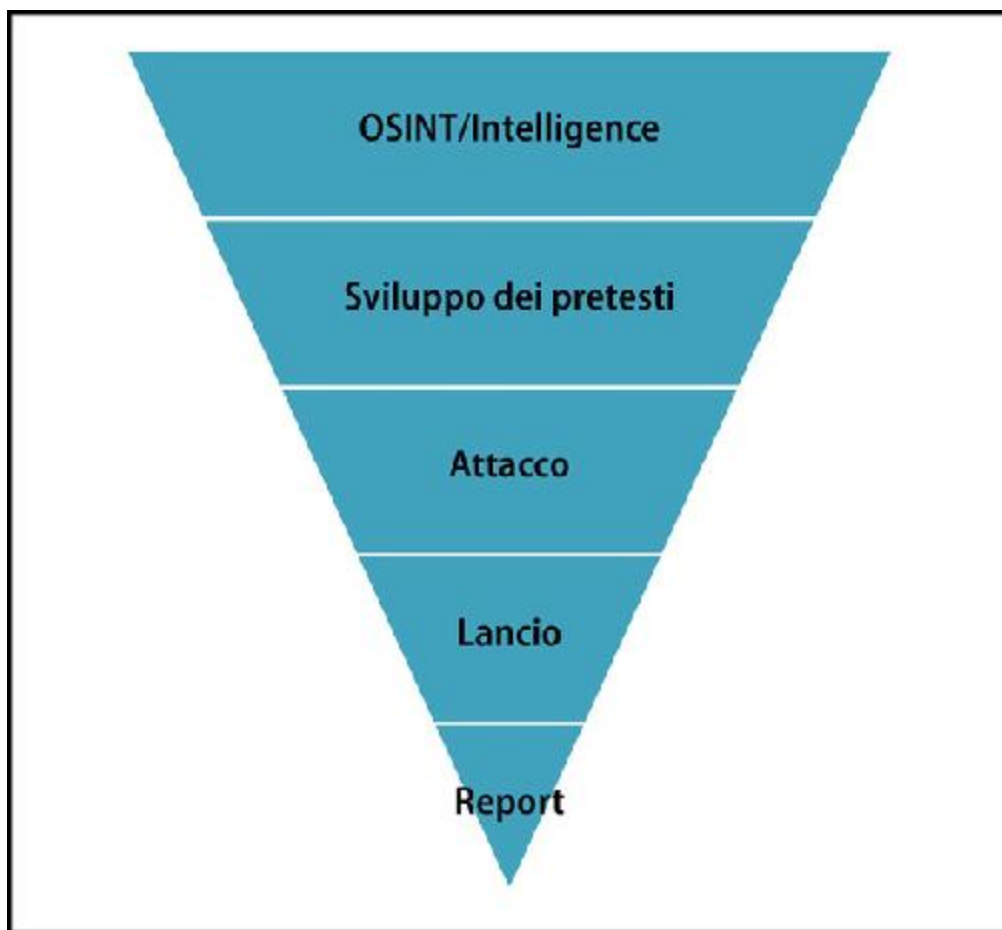 OSINT/Intelligence
Sviluppo dei pretesti
Attacco
Lancio
Report